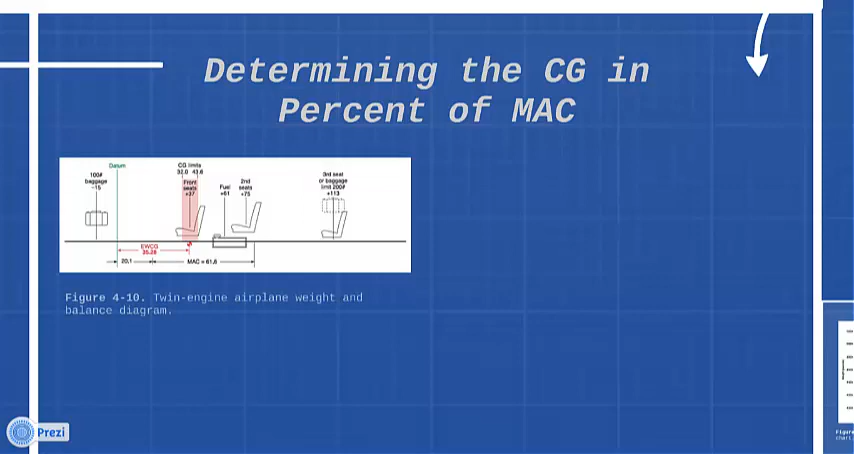 Determining the CG in
Percent of MAC
Datum
CG limits
32.0 43.6
100#
baggage
-15
Front
seats
+37
Fuel
+61
2nd
seats
+75
3rd seat
or baggage
limit 200#
+113
EWCG
35.28
20.1
MAC = 61.6
Figure 4-10. Twin-engine airplane weight and
balance diagram.
Prezi
Figure
chart.